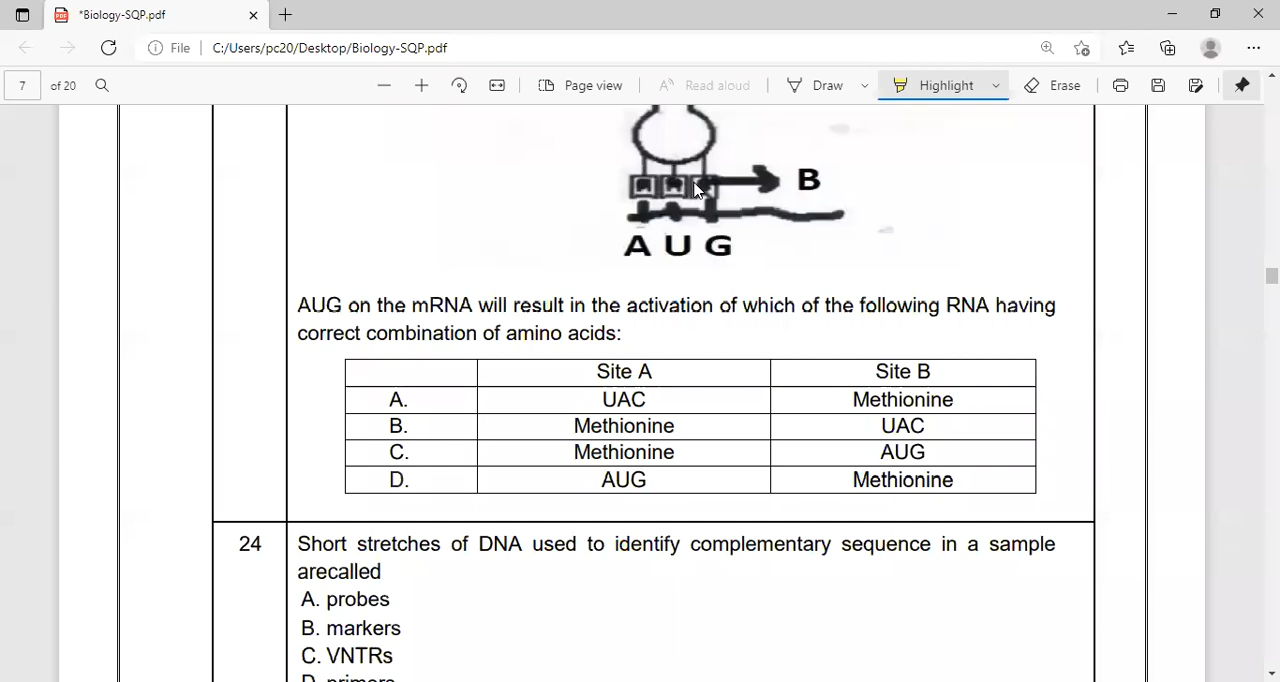 *Biology-SQP.pdf
File C:/Users/pc20/Desktop/Biology-SQP.pdf
7 of 20 Page view Read aloud Draw Highlight Erase
B
A U G
AUG on the mRNA will result in the activation of which of the following RNA having
correct combination of amino acids:
Site A Site B
A. UAC Methionine
B. Methionine UAC
C. Methionine AUG
D. AUG Methionine
24 Short stretches of DNA used to identify complementary sequence in a sample
arecalled
A. probes
B. markers
C. VNTRs
D. primers